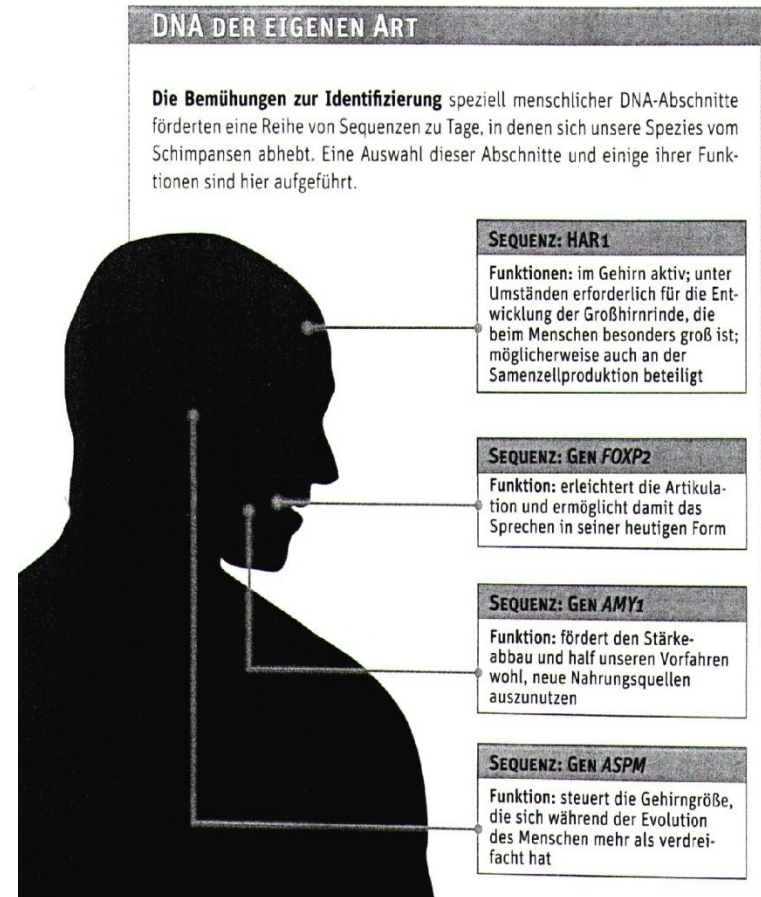 DNA DER EIGENEN ART
Die Bemühungen zur Identifizierung speziell menschlicher DNA-Abschnitte
förderten eine Reihe von Sequenzen zu Tage, in denen sich unsere Spezies vom
Schimpansen abhebt. Eine Auswahl dieser Abschnitte und einige ihrer Funk-
tionen sind hier aufgeführt.
SEQUENZ: HAR1
Funktionen: im Gehirn aktiv; unter
Umständen erforderlich für die Ent-
wicklung der Großhirnrinde, die
beim Menschen besonders groß ist;
möglicherweise auch an der
Samenzellproduktion beteiligt
SEQUENZ: GEN FOXP2
Funktion: erleichtert die Artikula-
tion und ermöglicht damit das
Sprechen in seiner heutigen Form
SEQUENZ: GEN AMY1
Funktion: fördert den Stärke-
abbau und half unseren Vorfahren
wohl, neue Nahrungsquellen
auszunutzen
SEQUENZ: GEN ASPM
Funktion: steuert die Gehirngröße,
die sich während der Evolution
des Menschen mehr als verdrei-
facht hat